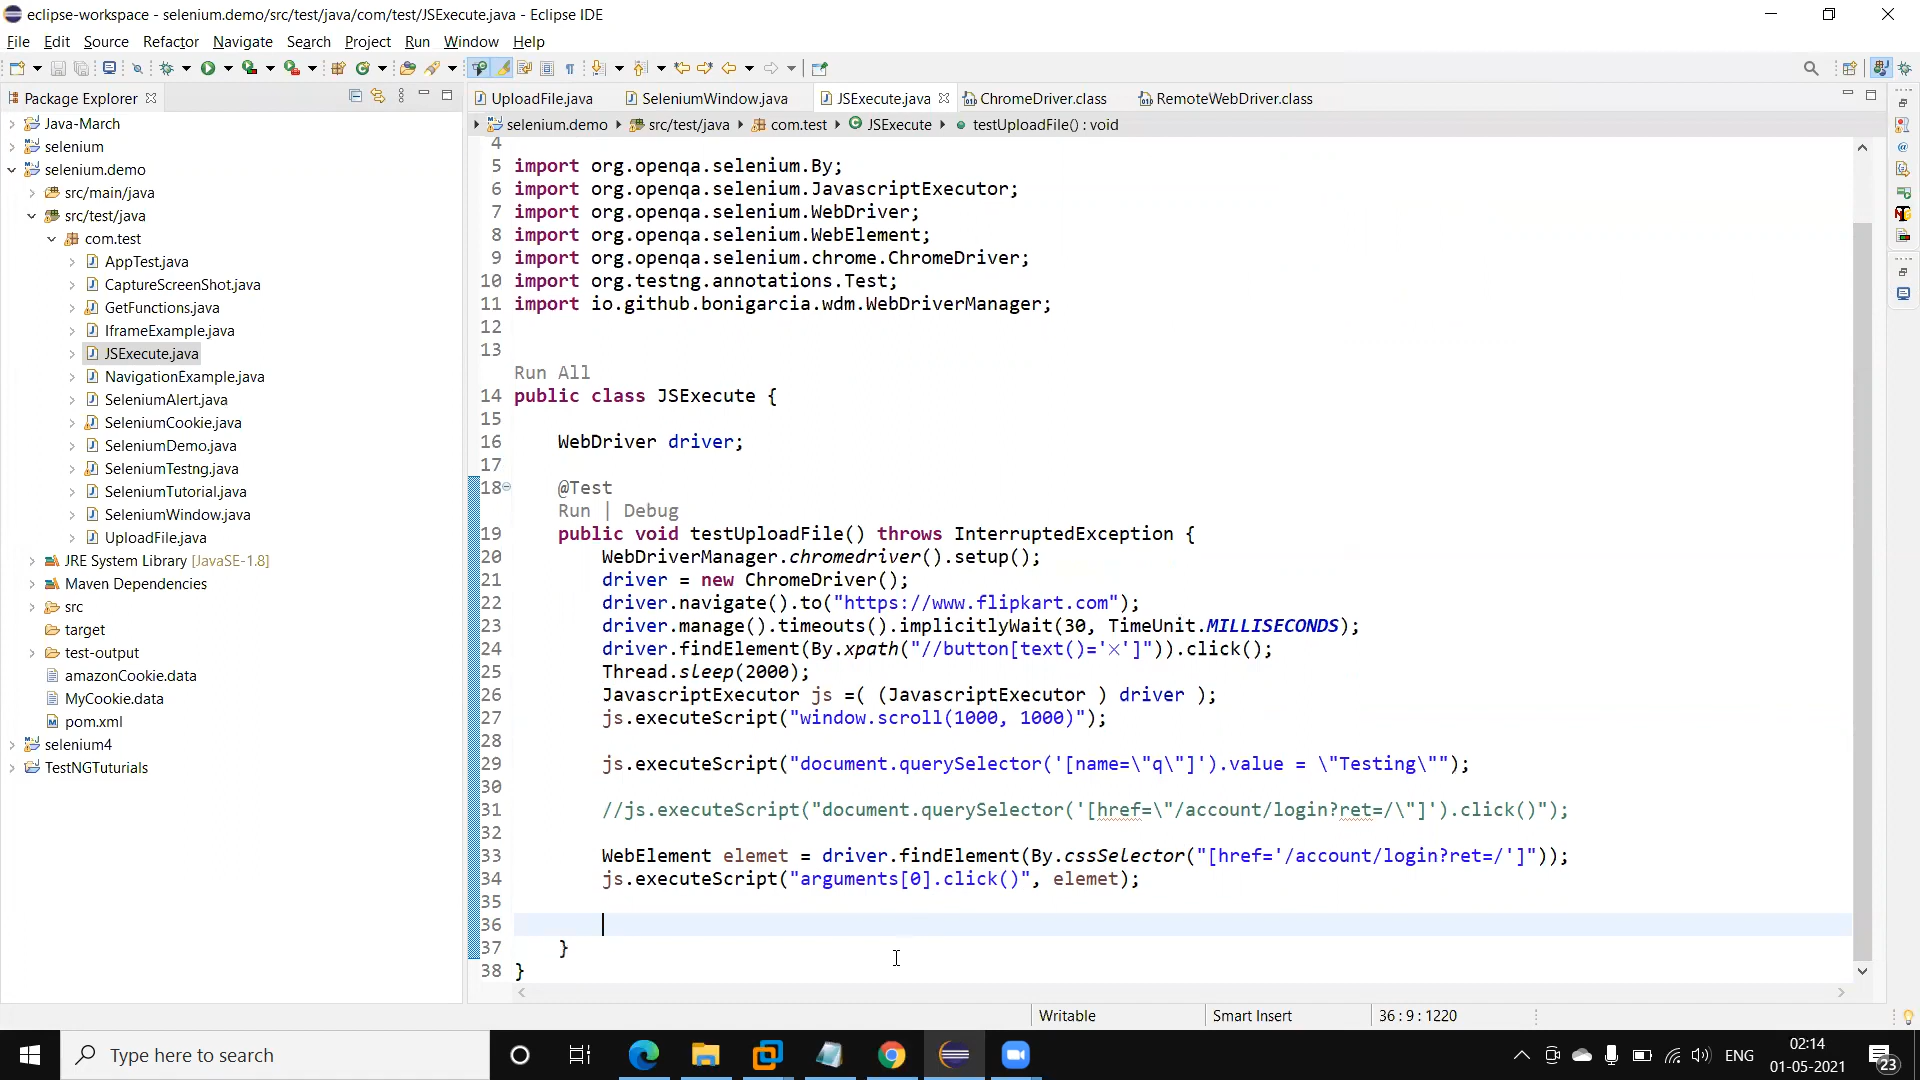 eclipse-workspace - selenium.demo/src/test/java/com/test/JSExecute.java - Eclipse IDE
File Edit Source Refactor Navigate Search Project Run Window Help
Package Explorer
Java-March
selenium
selenium.demo
src/main/java
src/test/java
com.test
AppTest.java
CaptureScreenShot.java
GetFunctions.java
IframeExample.java
JSExecute.java
NavigationExample.java
SeleniumAlert.java
SeleniumCookie.java
SeleniumDemo.java
SeleniumTestng.java
SeleniumTutorial.java
SeleniumWindow.java
UploadFile.java
JRE System Library [JavaSE-1.8]
Maven Dependencies
src
target
test-output
amazonCookie.data
MyCookie.data
pom.xml
selenium4
TestNGTuturials
UploadFile.java SeleniumWindow.java JSExecute.java ChromeDriver.class RemoteWebDriver.class
selenium.demo src/test/java com.test JSExecute testUploadFile() : void
4
5 import org.openqa.selenium.By;
6 import org.openqa.selenium.JavascriptExecutor;
7 import org.openqa.selenium.WebDriver;
8 import org.openqa.selenium.WebElement;
9 import org.openqa.selenium.chrome.ChromeDriver;
10 import org.testng.annotations.Test;
11 import io.github.bonigarcia.wdm.WebDriverManager;
12
13
Run All
14 public class JSExecute {
15
16 WebDriver driver;
17
18 @Test
Run | Debug
19 public void testUploadFile() throws InterruptedException {
20 WebDriverManager.chromedriver().setup();
21 driver = new ChromeDriver();
22 driver.navigate().to("https://www.flipkart.com");
23 driver.manage().timeouts().implicitlyWait(30, TimeUnit.MILLISECONDS);
24 driver.findElement(By.xpath("//button[text()='✕']")).click();
25 Thread.sleep(2000);
26 JavascriptExecutor js =( (JavascriptExecutor ) driver );
27 js.executeScript("window.scroll(1000, 1000)");
28
29 js.executeScript("document.querySelector('[name=\"q\"]').value = \"Testing\"");
30
31 //js.executeScript("document.querySelector('[href=\"/account/login?ret=/\"]').click()");
32
33 WebElement elemet = driver.findElement(By.cssSelector("[href='/account/login?ret=/']"));
34 js.executeScript("arguments[0].click()", elemet);
35
36
37 }
38 }
Writable Smart Insert 36 : 9 : 1220
Type here to search
ENG
02:14
01-05-2021
23